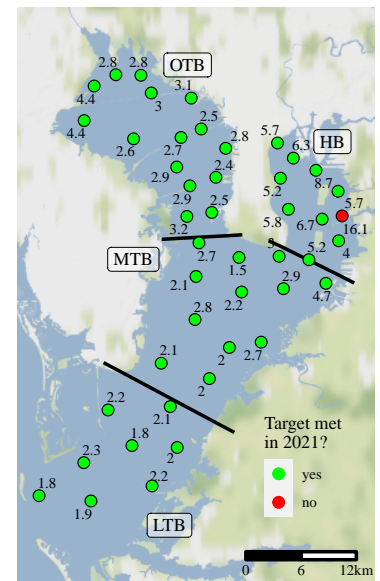 2.8 2.8 OTB
4.4 3 3.1
4.4 2.6 2.7 2.5 2.8 5.7 6.3 HB
2.9 2.4 5.2 8.7 5.7
2.9 2.5 5.8 6.7 16.1
3.2
MTB 2.7 1.5 3 5.2 4
2.1 2.2 2.9 4.7
2.8
2.1 2 2.7
2
2.2 2.1
2.3 1.8 2
1.8 1.9 2.2
LTB
Target met
in 2021?
yes
no
0 6 12km